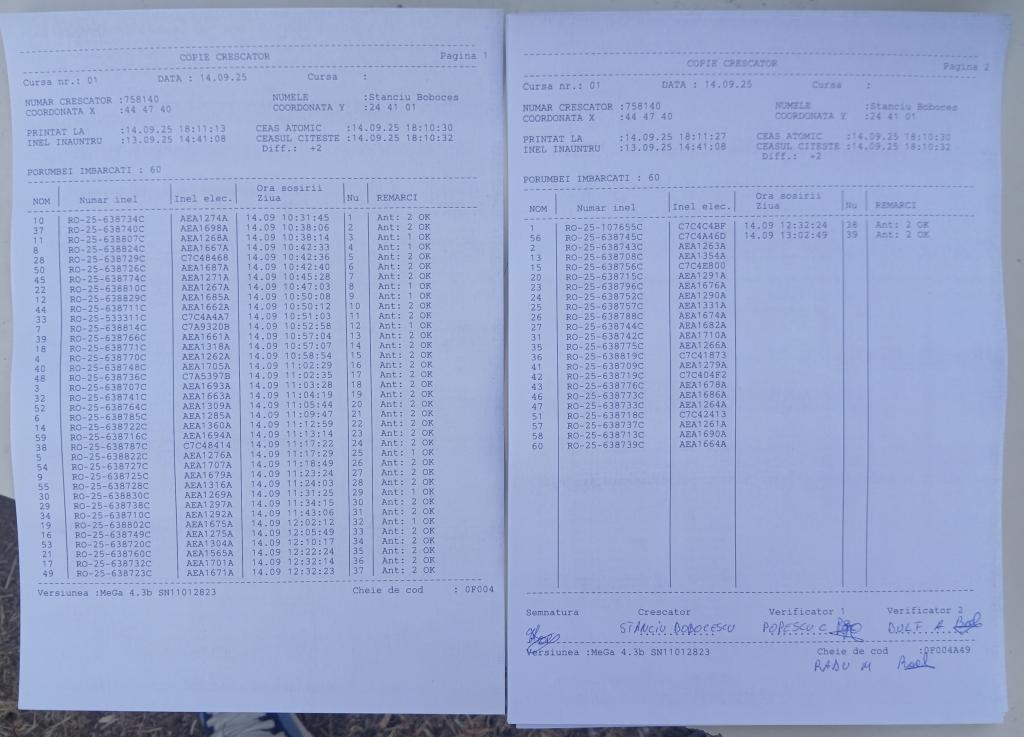 COPIE CRESCATOR Pagina 1
Cursa nr.: 01 DATA : 14.09.25 Cursa :
NUMAR CRESCATOR :758140 NUMELE :Stanciu Boboces
COORDONATA X :44 47 40 COORDONATA Y :24 41 01
PRINTAT LA :14.09.25 18:11:13 CEAS ATOMIC :14.09.25 18:10:30
INEL INAUNTRU :13.09.25 14:41:08 CEASUL CITESTE :14.09.25 18:10:32
Diff.: +2
PORUMBEI IMBARCATI : 60
Ora sosirii
NOM Numar inel Inel elec. Ziua Nu REMARCI
10 RO-25-638734C AEA1274A 14.09 10:31:45 1 Ant: 2 OK
37 RO-25-638740C AEA1698A 14.09 10:38:06 2 Ant: 2 OK
11 RO-25-638807C AEA1268A 14.09 10:38:14 3 Ant: 1 OK
8 RO-25-638824C AEA1667A 14.09 10:42:33 4 Ant: 1 OK
28 RO-25-638729C C7C48468 14.09 10:42:36 5 Ant: 2 OK
50 RO-25-638726C AEA1687A 14.09 10:42:40 6 Ant: 2 OK
45 RO-25-638774C AEA1271A 14.09 10:45:28 7 Ant: 2 OK
22 RO-25-638810C AEA1267A 14.09 10:47:03 8 Ant: 1 OK
12 RO-25-638829C AEA1685A 14.09 10:50:08 9 Ant: 1 OK
44 RO-25-638711C AEA1662A 14.09 10:50:12 10 Ant: 2 OK
33 RO-25-533311C C7C4A4A7 14.09 10:51:03 11 Ant: 2 OK
7 RO-25-638814C C7A9320B 14.09 10:52:58 12 Ant: 1 OK
39 RO-25-638766C AEA1661A 14.09 10:57:04 13 Ant: 2 OK
18 RO-25-638771C AEA1318A 14.09 10:57:07 14 Ant: 2 OK
4 RO-25-638770C AEA1262A 14.09 10:58:54 15 Ant: 2 OK
40 RO-25-638748C AEA1705A 14.09 11:02:29 16 Ant: 2 OK
48 RO-25-638736C C7A5397B 14.09 11:02:35 17 Ant: 2 OK
3 RO-25-638707C AEA1693A 14.09 11:03:28 18 Ant: 2 OK
32 RO-25-638741C AEA1663A 14.09 11:04:19 19 Ant: 2 OK
52 RO-25-638764C AEA1309A 14.09 11:05:44 20 Ant: 2 OK
6 RO-25-638785C AEA1285A 14.09 11:09:47 21 Ant: 2 OK
14 RO-25-638722C AEA1360A 14.09 11:12:59 22 Ant: 2 OK
59 RO-25-638716C AEA1694A 14.09 11:13:14 23 Ant: 2 OK
38 RO-25-638787C C7C48414 14.09 11:17:22 24 Ant: 2 OK
5 RO-25-638822C AEA1276A 14.09 11:17:29 25 Ant: 1 OK
54 RO-25-638727C AEA1707A 14.09 11:18:49 26 Ant: 2 OK
9 RO-25-638725C AEA1679A 14.09 11:23:24 27 Ant: 2 OK
55 RO-25-638728C AEA1316A 14.09 11:24:03 28 Ant: 2 OK
30 RO-25-638830C AEA1269A 14.09 11:31:25 29 Ant: 1 OK
29 RO-25-638738C AEA1297A 14.09 11:34:15 30 Ant: 2 OK
34 RO-25-638710C AEA1292A 14.09 11:43:06 31 Ant: 2 OK
19 RO-25-638802C AEA1675A 14.09 12:02:12 32 Ant: 1 OK
16 RO-25-638749C AEA1275A 14.09 12:05:49 33 Ant: 2 OK
53 RO-25-638720C AEA1304A 14.09 12:10:17 34 Ant: 2 OK
21 RO-25-638760C AEA1565A 14.09 12:22:24 35 Ant: 2 OK
17 RO-25-638732C AEA1701A 14.09 12:32:14 36 Ant: 2 OK
49 RO-25-638723C AEA1671A 14.09 12:32:23 37 Ant: 2 OK
Versiunea :MeGa 4.3b SN11012823 Cheie de cod : 0F004
COPIE CRESCATOR Pagina 2
Cursa nr.: 01 DATA : 14.09.25 Cursa :
NUMAR CRESCATOR :758140 NUMELE :Stanciu Boboces
COORDONATA X :44 47 40 COORDONATA Y :24 41 01
PRINTAT LA :14.09.25 18:11:27 CEAS ATOMIC :14.09.25 18:10:30
INEL INAUNTRU :13.09.25 14:41:08 CEASUL CITESTE :14.09.25 18:10:32
Diff.: +2
PORUMBEI IMBARCATI : 60
Ora sosirii
NOM Numar inel Inel elec. Ziua Nu REMARCI
1 RO-25-107655C C7C4C4BF 14.09 12:32:24 38 Ant: 2 OK
56 RO-25-638745C C7C4A46D 14.09 13:02:49 39 Ant: 2 OK
2 RO-25-638743C AEA1263A
13 RO-25-638708C AEA1354A
15 RO-25-638756C C7C4E800
20 RO-25-638715C AEA1291A
23 RO-25-638796C AEA1676A
24 RO-25-638752C AEA1290A
25 RO-25-638757C AEA1331A
26 RO-25-638788C AEA1674A
27 RO-25-638744C AEA1682A
31 RO-25-638742C AEA1710A
35 RO-25-638775C AEA1266A
36 RO-25-638819C C7C41873
41 RO-25-638709C AEA1279A
42 RO-25-638719C C7C404F2
43 RO-25-638776C AEA1678A
46 RO-25-638773C AEA1686A
47 RO-25-638733C AEA1264A
51 RO-25-638718C C7C42413
57 RO-25-638737C AEA1261A
58 RO-25-638713C AEA1690A
60 RO-25-638739C AEA1664A
Semnatura Crescator Verificator 1 Verificator 2
STANCIU BOBOCESCU POPESCU C. DULF A
Versiunea :MeGa 4.3b SN11012823 Cheie de cod :0F004A49
RADU M